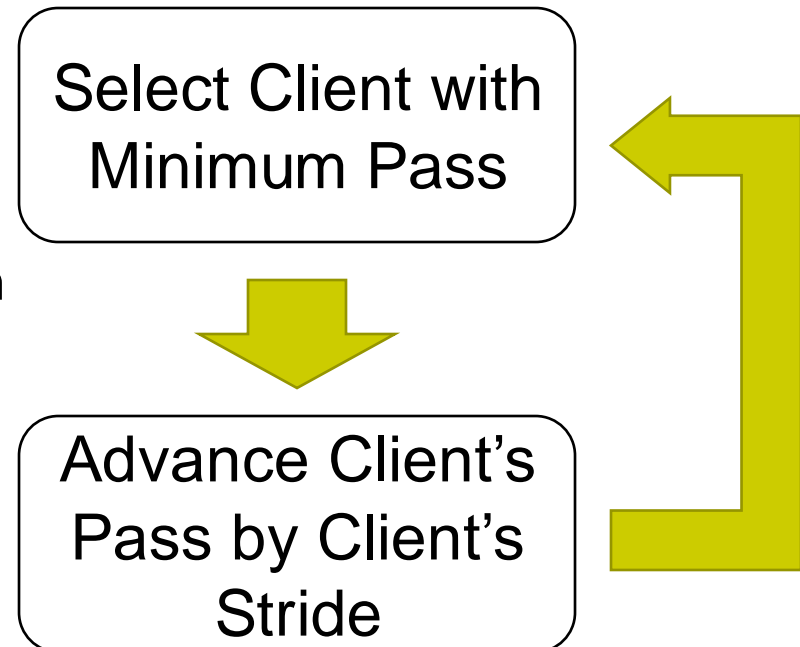 Select Client with
Minimum Pass
Advance Client’s
Pass by Client’s
Stride